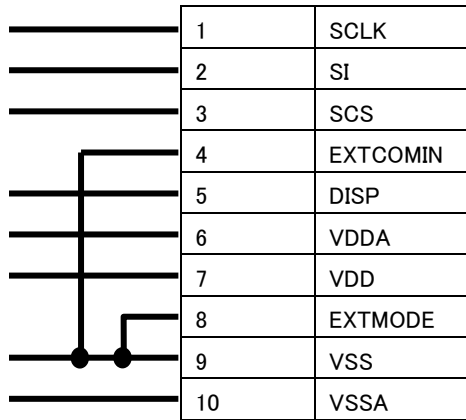 1 SCLK
2 SI
3 SCS
4 EXTCOMIN
5 DISP
6 VDDA
7 VDD
8 EXTMODE
9 VSS
10 VSSA